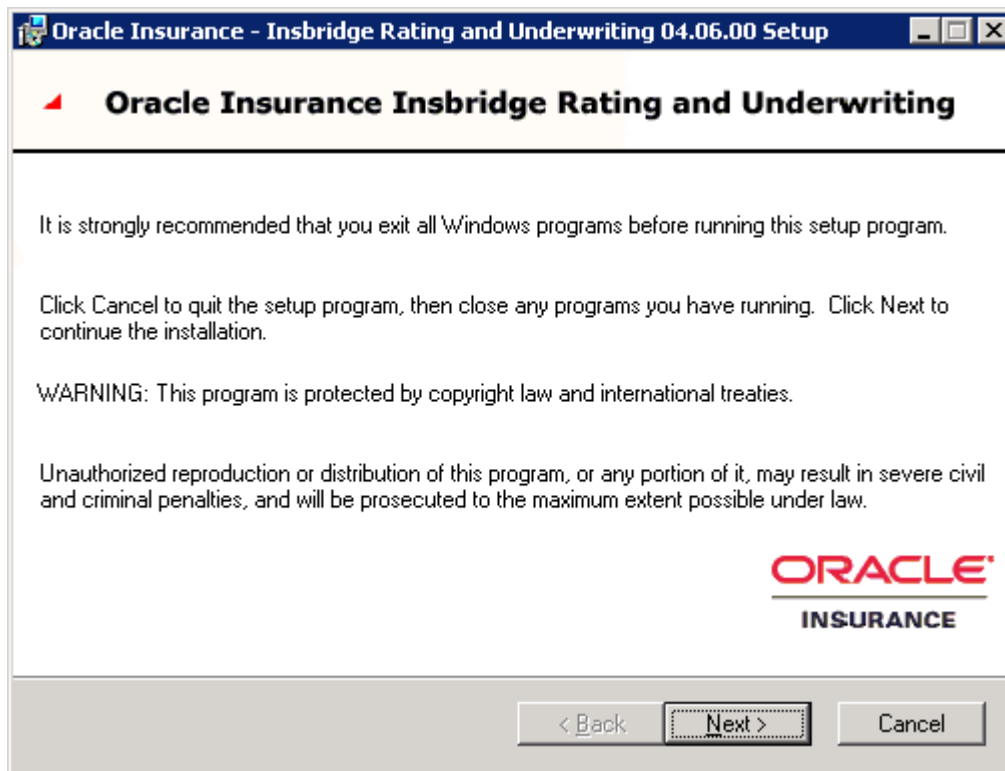 Oracle Insurance - Insbridge Rating and Underwriting 04.06.00 Setup
Oracle Insurance Insbridge Rating and Underwriting
It is strongly recommended that you exit all Windows programs before running this setup program.
Click Cancel to quit the setup program, then close any programs you have running. Click Next to
continue the installation.
WARNING: This program is protected by copyright law and international treaties.
Unauthorized reproduction or distribution of this program, or any portion of it, may result in severe civil
and criminal penalties, and will be prosecuted to the maximum extent possible under law.
ORACLE
INSURANCE
< Back Next > Cancel